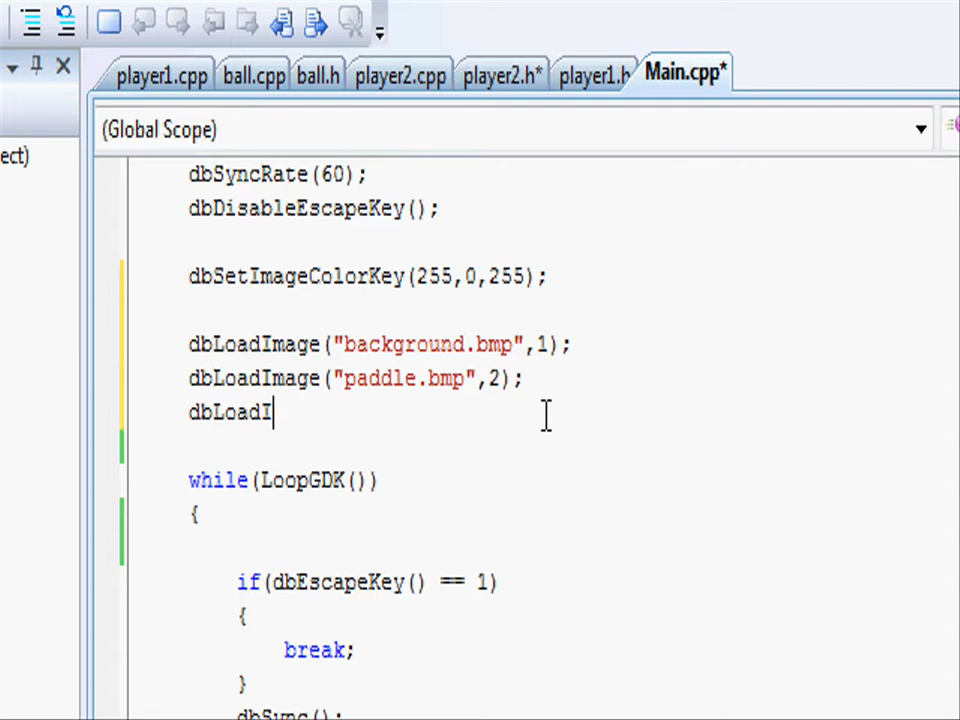 player1.cpp ball.cpp ball.h player2.cpp player2.h* player1.h Main.cpp*
(Global Scope)
ect)
dbSyncRate(60);
dbDisableEscapeKey();
dbSetImageColorKey(255,0,255);
dbLoadImage("background.bmp",1);
dbLoadImage("paddle.bmp",2);
dbLoadI
while(LoopGDK())
{
if(dbEscapeKey() == 1)
{
break;
}
dbSync();